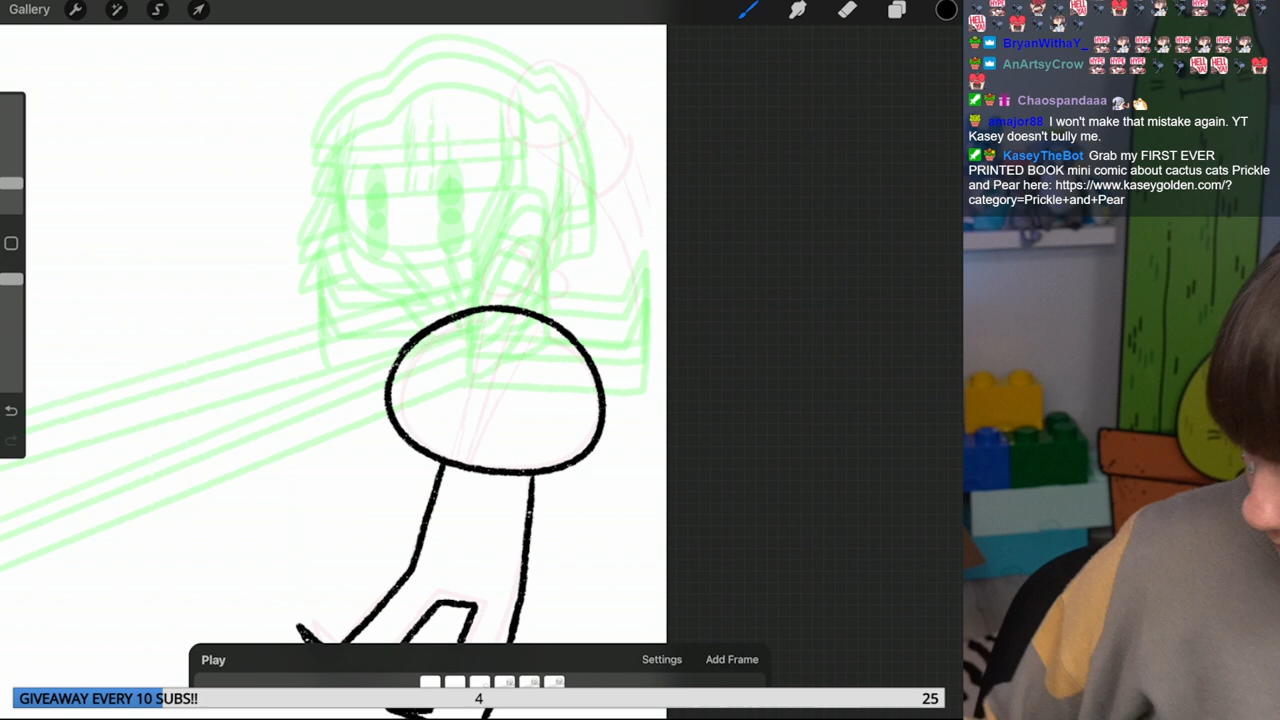 Gallery
BryanWithaY_
AnArtsyCrow
Chaospandaaa
amajor88 I won't make that mistake again. YT
Kasey doesn't bully me.
KaseyTheBot Grab my FIRST EVER
PRINTED BOOK mini comic about cactus cats Prickle
and Pear here: https://www.kaseygolden.com/?
category=Prickle+and+Pear
Play
Settings
Add Frame
GIVEAWAY EVERY 10 SUBS!!
4
25